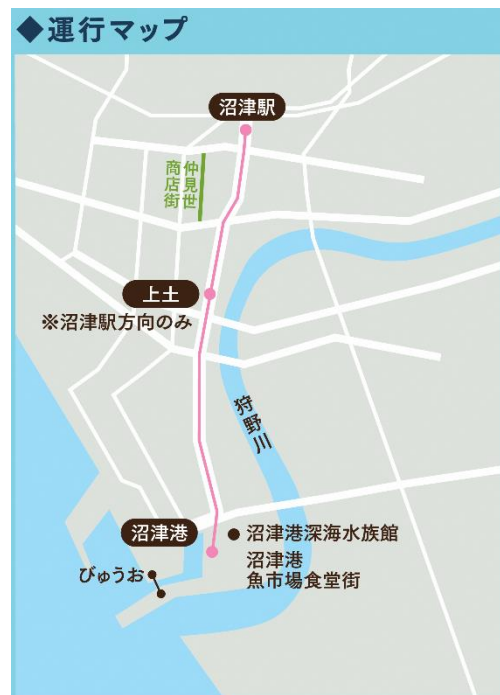 ◆運行マップ
沼津駅
仲見世
商店街
上土
※沼津駅方向のみ
狩野川
沼津港
沼津港深海水族館
沼津港
魚市場食堂街
びゅうお